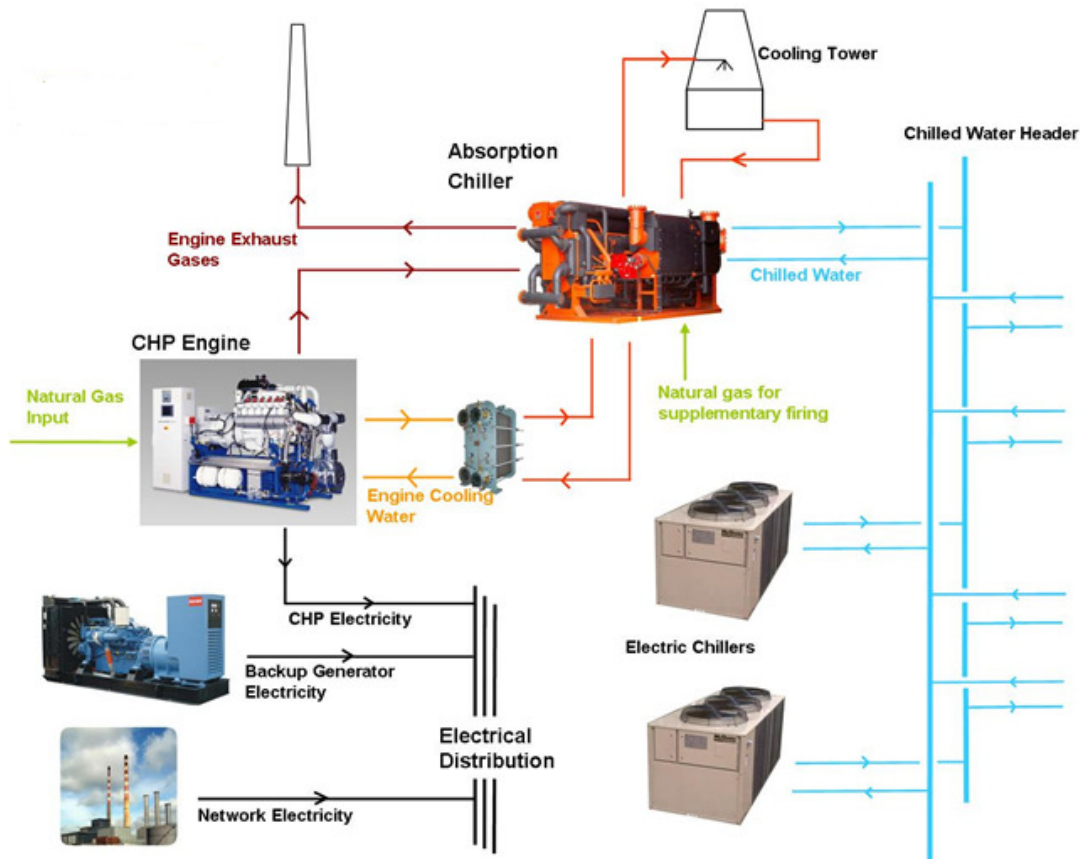 Cooling Tower
Chilled Water Header
Absorption
Chiller
Engine Exhaust
Gases
Chilled Water
CHP Engine
Natural Gas
Input
Natural gas for
supplementary firing
Engine Cooling
Water
CHP Electricity
Electric Chillers
Backup Generator
Electricity
Electrical
Distribution
Network Electricity